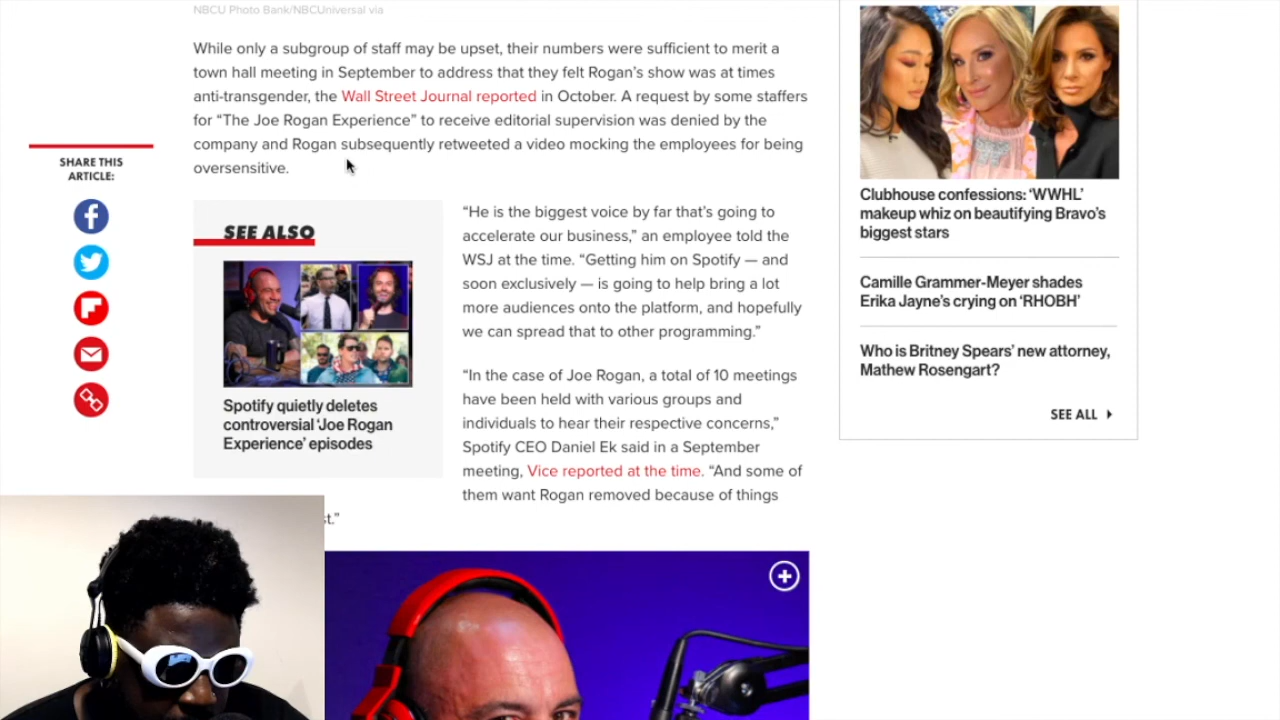 NBCU Photo Bank/NBCUniversal via
While only a subgroup of staff may be upset, their numbers were sufficient to merit a
town hall meeting in September to address that they felt Rogan's show was at times
anti-transgender, the Wall Street Journal reported in October. A request by some staffers
for “The Joe Rogan Experience” to receive editorial supervision was denied by the
company and Rogan subsequently retweeted a video mocking the employees for being
oversensitive.
SHARE THIS
ARTICLE:
SEE ALSO
Spotify quietly deletes
controversial ‘Joe Rogan
Experience’ episodes
“He is the biggest voice by far that's going to
accelerate our business,” an employee told the
WSJ at the time. “Getting him on Spotify — and
soon exclusively — is going to help bring a lot
more audiences onto the platform, and hopefully
we can spread that to other programming.”
“In the case of Joe Rogan, a total of 10 meetings
have been held with various groups and
individuals to hear their respective concerns,”
Spotify CEO Daniel Ek said in a September
meeting, Vice reported at the time. “And some of
them want Rogan removed because of things
st.”
Clubhouse confessions: ‘WWHL’
makeup whiz on beautifying Bravo’s
biggest stars
Camille Grammer-Meyer shades
Erika Jayne’s crying on ‘RHOBH’
Who is Britney Spears’ new attorney,
Mathew Rosengart?
SEE ALL